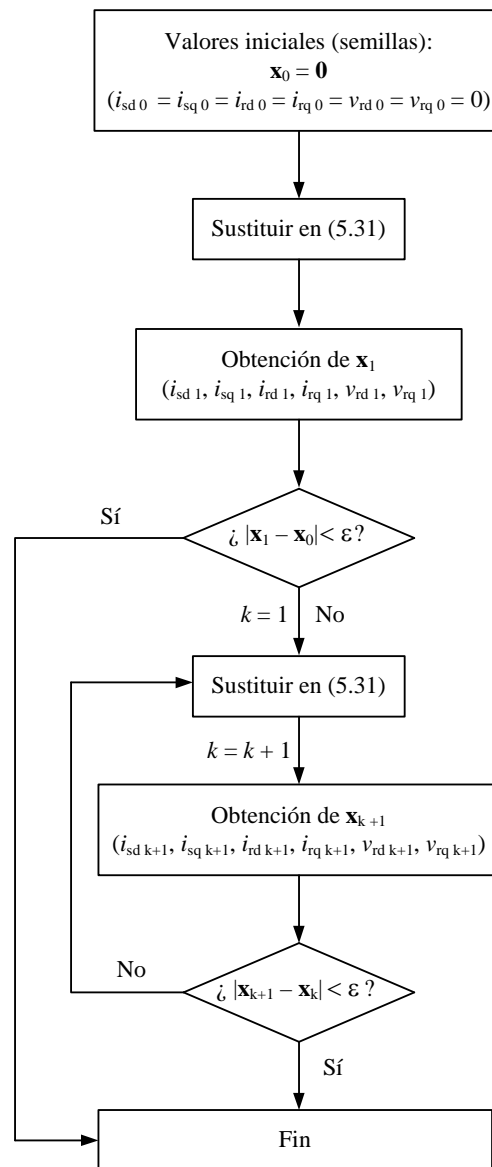 Valores iniciales (semillas):
x0 = 0
(isd 0 = isq 0 = ird 0 = irq 0 = vrd 0 = vrq 0 = 0)
Sustituir en (5.31)
Obtención de x1
(isd 1, isq 1, ird 1, irq 1, vrd 1, vrq 1)
Sí
¿ |x1 – x0|< ε?
k = 1 No
Sustituir en (5.31)
k = k + 1
Obtención de xk +1
(isd k+1, isq k+1, ird k+1, irq k+1, vrd k+1, vrq k+1)
No
¿ |xk+1 – xk| < ε ?
Sí
Fin